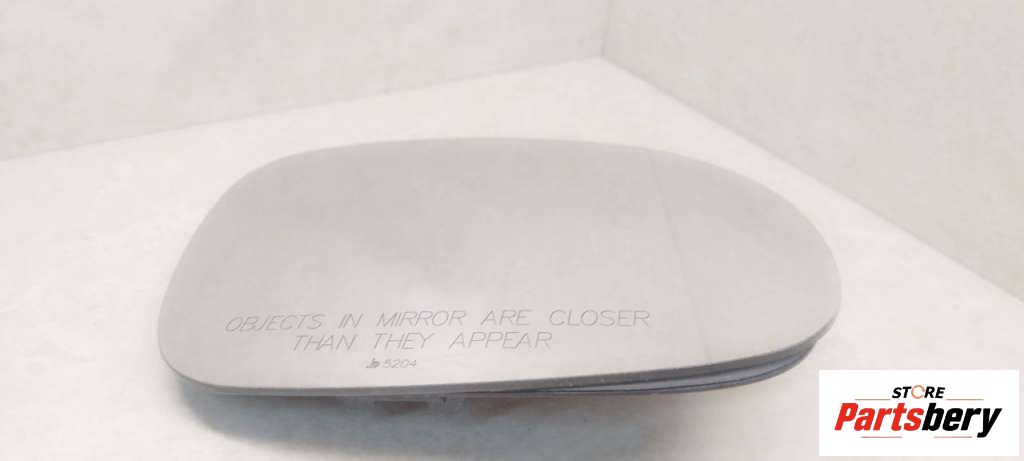 OBJECTS IN MIRROR ARE CLOSER
THAN THEY APPEAR
5204
STORE
Partsbery